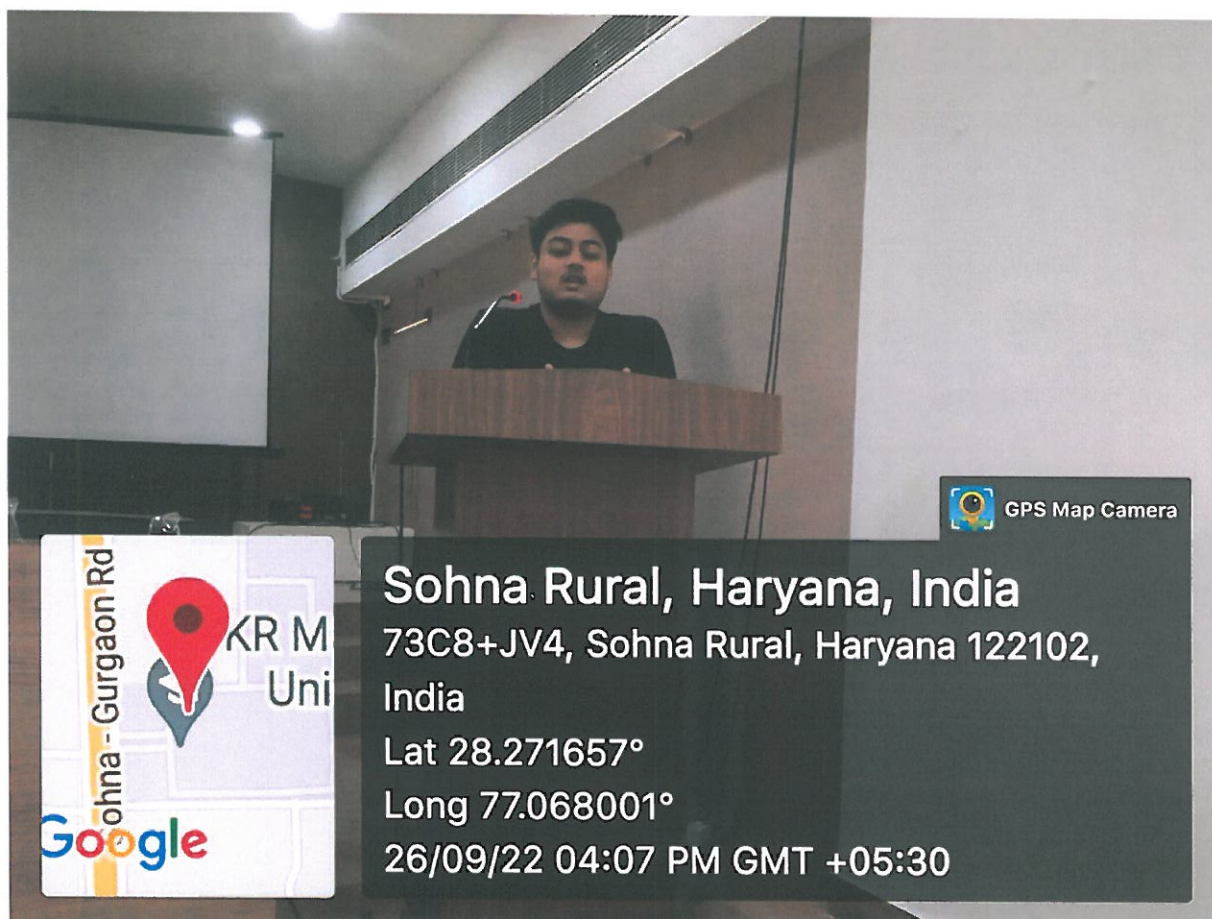 GPS Map Camera
Sohna Rural, Haryana, India
73C8+JV4, Sohna Rural, Haryana 122102,
India
Lat 28.271657°
Long 77.068001°
26/09/22 04:07 PM GMT +05:30
ohna - Gurgaon Rd
KR M
Uni
Google